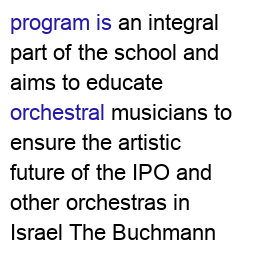 program is an integral
part of the school and
aims to educate
orchestral musicians to
ensure the artistic
future of the IPO and
other orchestras in
Israel The Buchmann